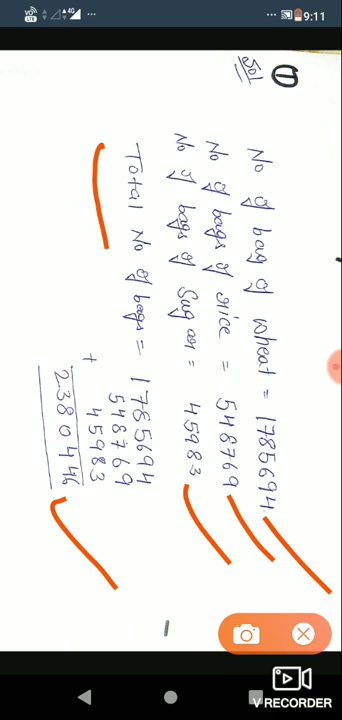 9:11
①
Sol
No of bag of wheat = 1785694.
No of bags of rice = 548769
No of bags of Sugar = 45983
Total No of bags = 1785694
548769
+ 45983
2380446
V RECORDER